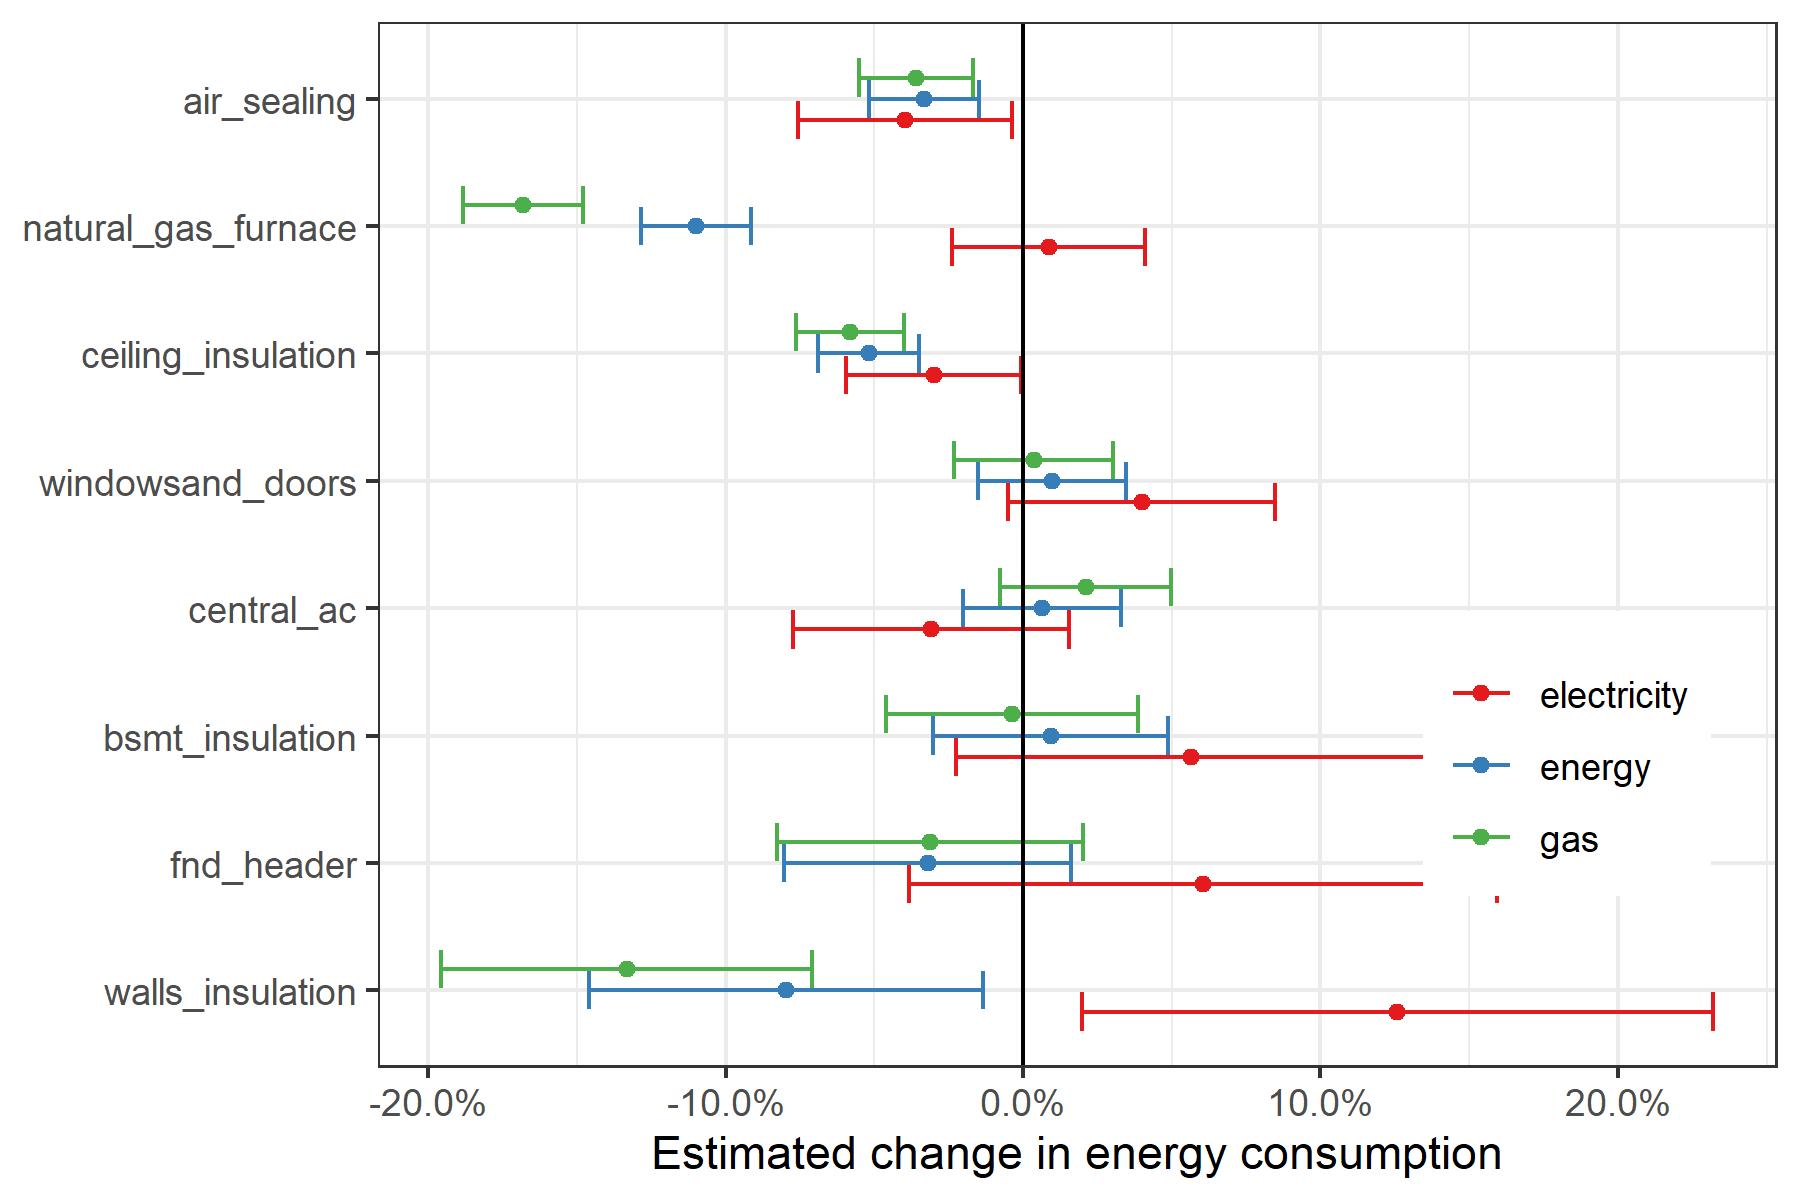 air_sealing
natural_gas_furnace
ceiling_insulation
windowsand_doors
central_ac
bsmt_insulation
fnd_header
walls_insulation
electricity
energy
gas
-20.0% -10.0% 0.0% 10.0% 20.0%
Estimated change in energy consumption